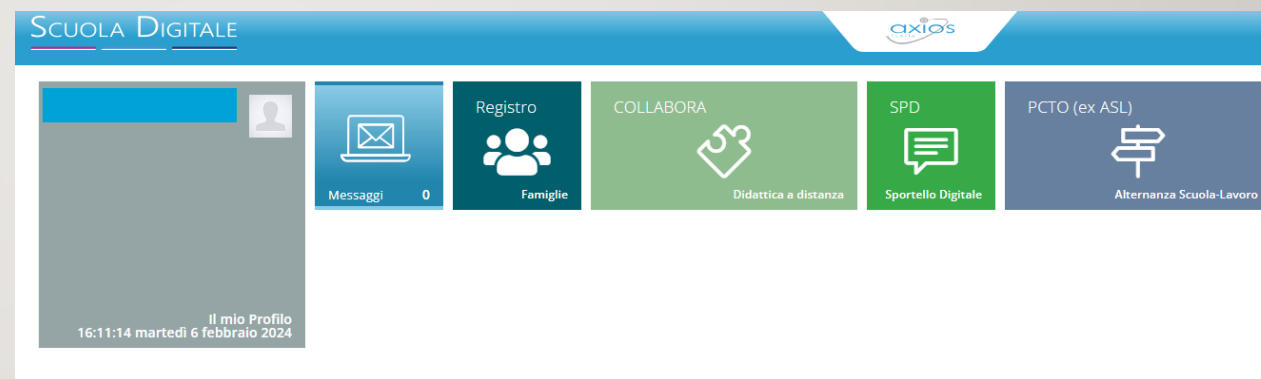 SCUOLA DIGITALE
axios
Il mio Profilo
16:11:14 martedì 6 febbraio 2024
Messaggi 0
Registro
Famiglie
COLLABORA
Didattica a distanza
SPD
Sportello Digitale
PCTO (ex ASL)
Alternanza Scuola-Lavoro